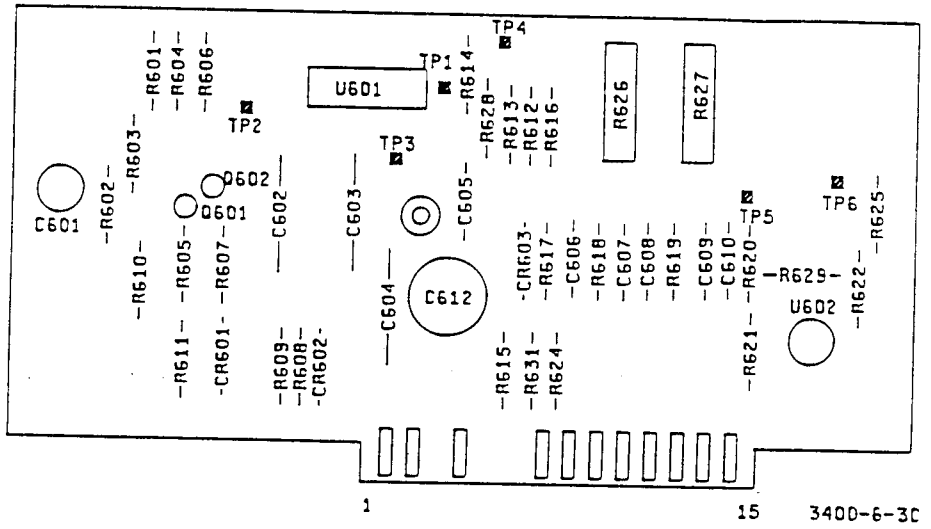 TP4
-R601-
-R604-
-R606-
TP1
-R614-
U601
R626
R627
TP2
-R628-
-R613-
-R612-
-R616-
TP3
-R603-
-R602-
C601
Q602
Q601
C602
C603
C605
TP5
TP6
-R625-
-R610-
-R605-
-R607-
C604
C612
-CR603-
-R617-
-C606-
-R618-
-C607-
-C608-
-R619-
-C609-
-C610-
-R620-
-R629-
-R622-
U602
-R611-
-CR601-
-R609-
-R608-
-CR602-
-R615-
-R631-
-R624-
-R621-
1
15
3400-6-3C